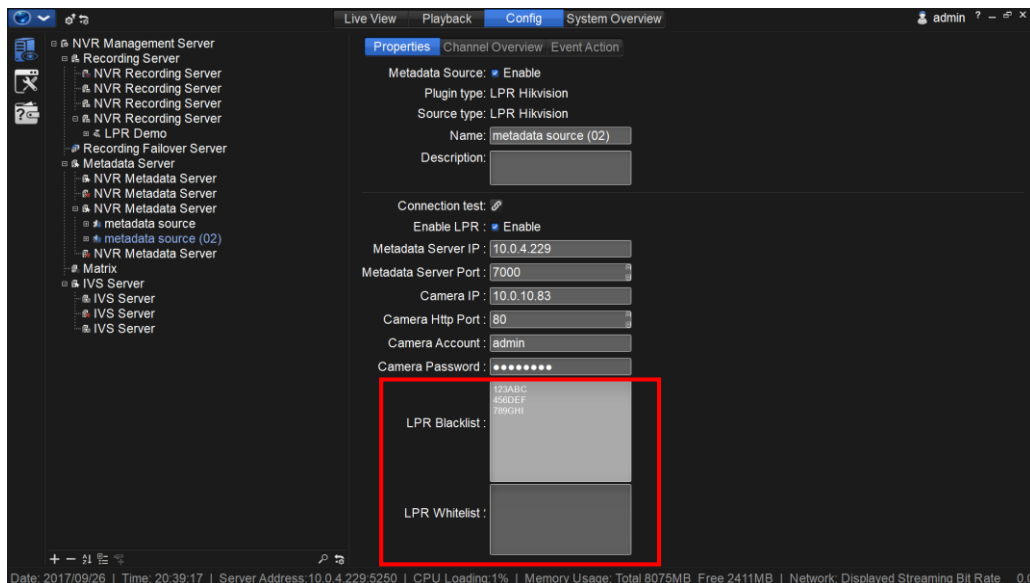 Live View Playback Config System Overview admin ? – ×
NVR Management Server
Recording Server
NVR Recording Server
NVR Recording Server
NVR Recording Server
NVR Recording Server
LPR Demo
Recording Failover Server
Metadata Server
NVR Metadata Server
NVR Metadata Server
NVR Metadata Server
metadata source
metadata source (02)
NVR Metadata Server
Matrix
IVS Server
IVS Server
IVS Server
IVS Server
Properties Channel Overview Event Action
Metadata Source: Enable
Plugin type: LPR Hikvision
Source type: LPR Hikvision
Name: metadata source (02)
Description:
Connection test:
Enable LPR : Enable
Metadata Server IP : 10.0.4.229
Metadata Server Port : 7000
Camera IP : 10.0.10.83
Camera Http Port : 80
Camera Account : admin
Camera Password : ●●●●●●●●
LPR Blacklist :
123ABC
456DEF
789GHI
LPR Whitelist :
Date: 2017/09/26 | Time: 20:39:17 | Server Address:10.0.4.229:5250 | CPU Loading:1% | Memory Usage: Total 8075MB Free 2411MB | Network: Displayed Streaming Bit Rate 0